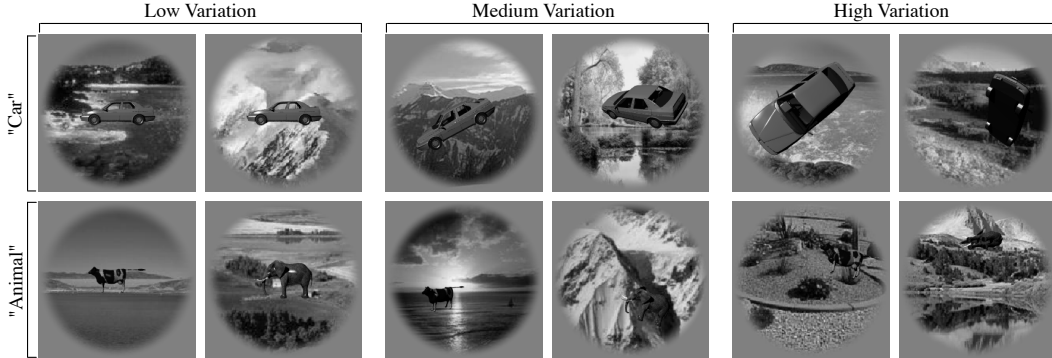 Low Variation
Medium Variation
High Variation
"Car"
"Animal"